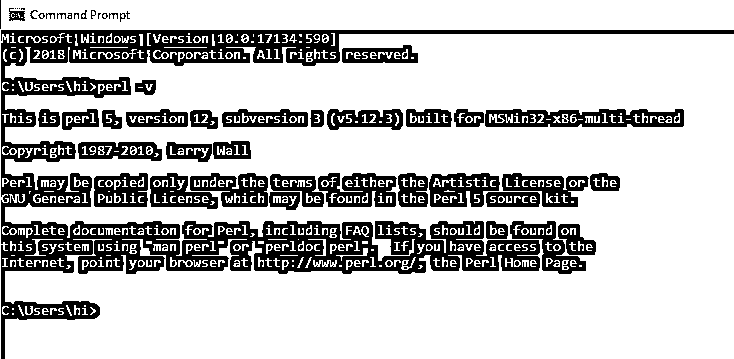 Command Prompt
Microsoft Windows [Version 10.0.17134.590]
(c) 2018 Microsoft Corporation. All rights reserved.
C:\Users\hi>perl -v
This is perl 5, version 12, subversion 3 (v5.12.3) built for MSWin32-x86-multi-thread
Copyright 1987-2010, Larry Wall
Perl may be copied only under the terms of either the Artistic License or the
GNU General Public License, which may be found in the Perl 5 source kit.
Complete documentation for Perl, including FAQ lists, should be found on
this system using "man perl" or "perldoc perl".  If you have access to the
Internet, point your browser at http://www.perl.org/, the Perl Home Page.
C:\Users\hi>